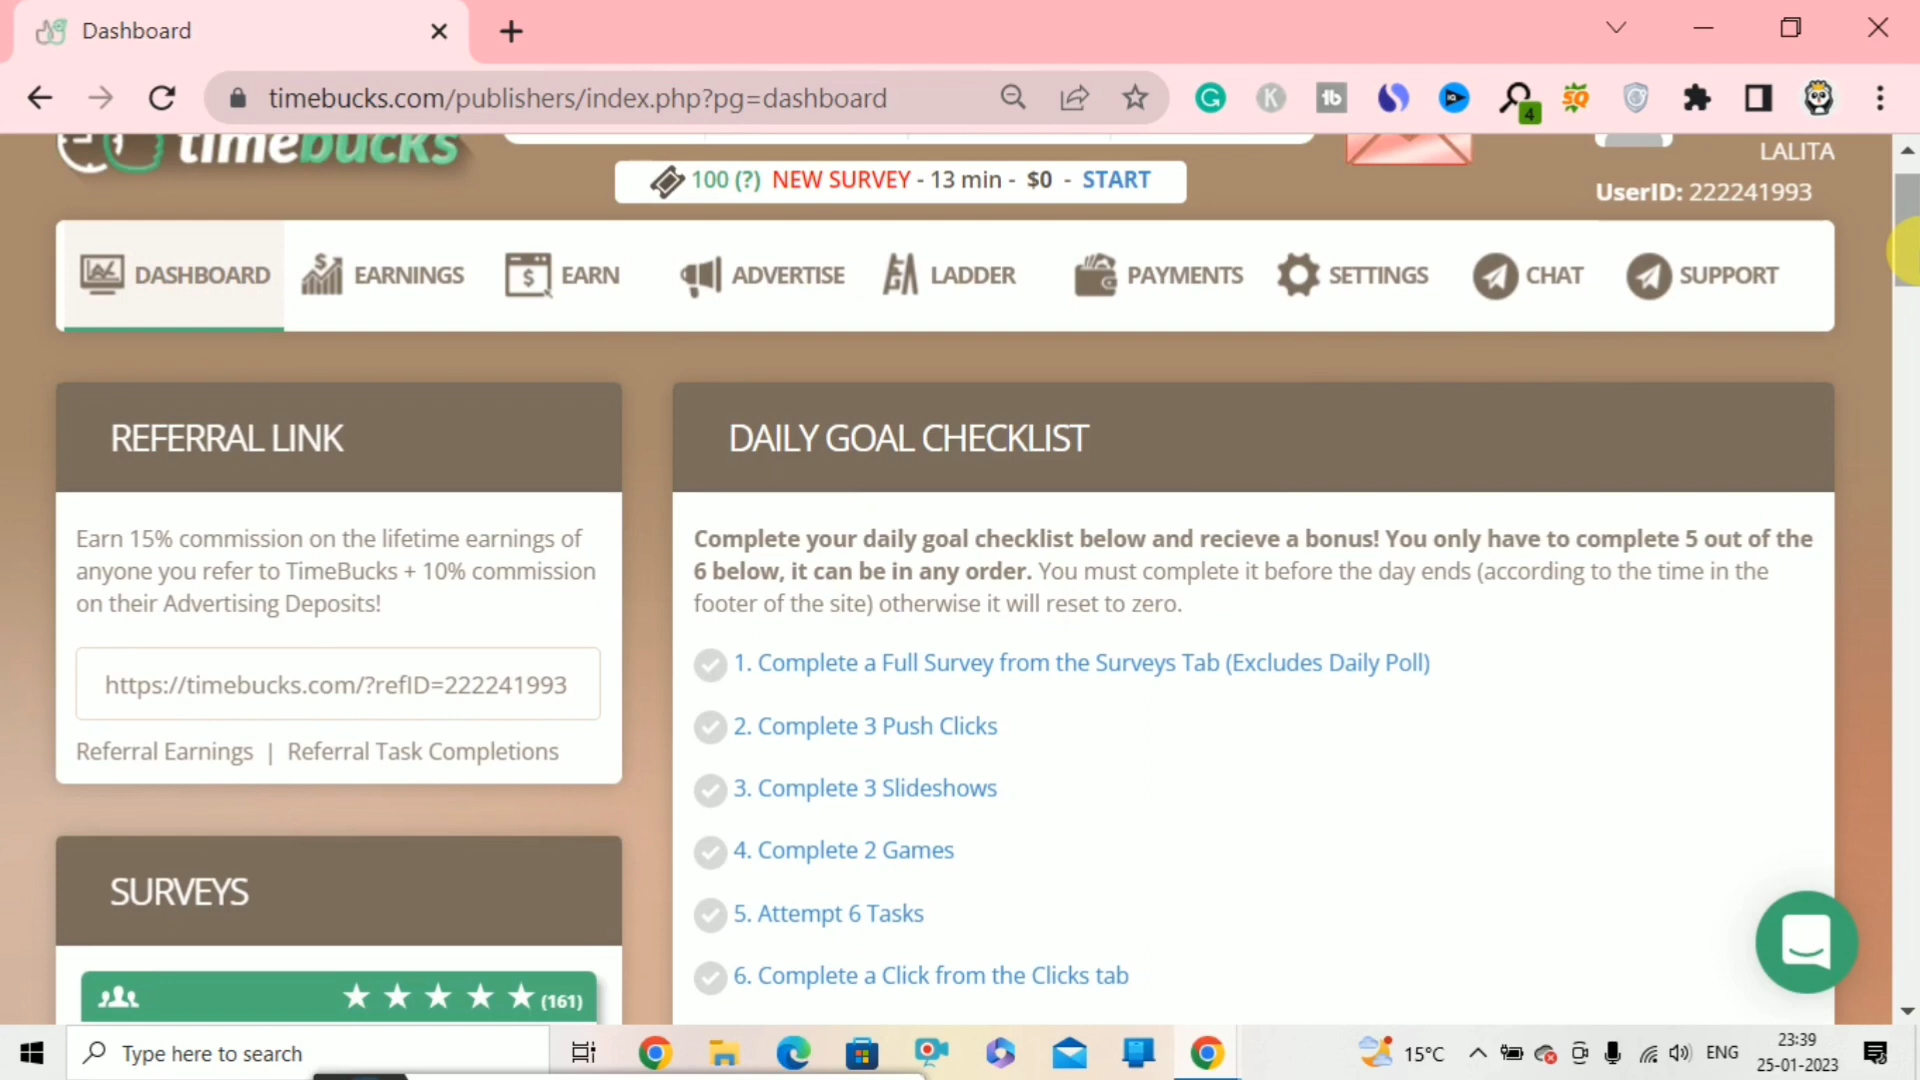 Dashboard
timebucks.com/publishers/index.php?pg=dashboard
4
timebucks
LALITA
100 (?) NEW SURVEY - 13 min - $0 - START
UserID: 222241993
DASHBOARD
EARNINGS
EARN
ADVERTISE
LADDER
PAYMENTS
SETTINGS
CHAT
SUPPORT
REFERRAL LINK
Earn 15% commission on the lifetime earnings of
anyone you refer to TimeBucks + 10% commission
on their Advertising Deposits!
https://timebucks.com/?refID=222241993
Referral Earnings | Referral Task Completions
SURVEYS
(161)
DAILY GOAL CHECKLIST
Complete your daily goal checklist below and recieve a bonus! You only have to complete 5 out of the
6 below, it can be in any order. You must complete it before the day ends (according to the time in the
footer of the site) otherwise it will reset to zero.
1. Complete a Full Survey from the Surveys Tab (Excludes Daily Poll)
2. Complete 3 Push Clicks
3. Complete 3 Slideshows
4. Complete 2 Games
5. Attempt 6 Tasks
6. Complete a Click from the Clicks tab
Type here to search
15°C
ENG
23:39
25-01-2023